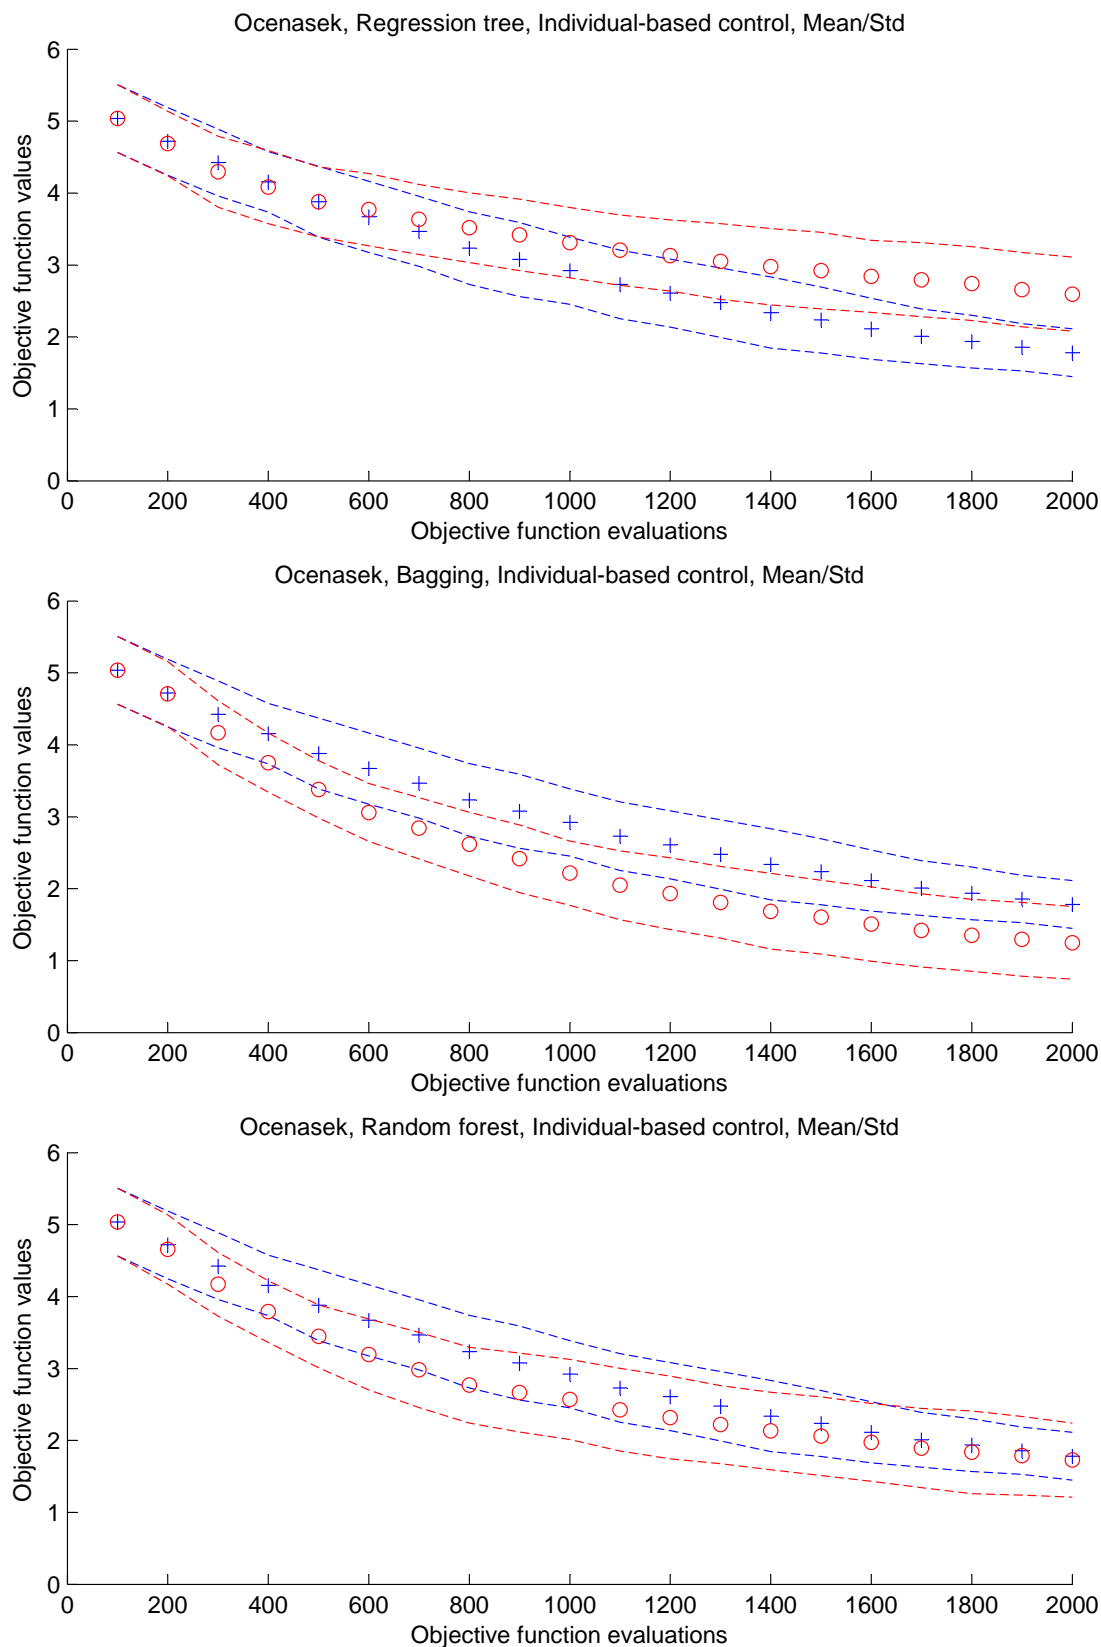 Ocenasek, Regression tree, Individual-based control, Mean/Std
6
5
4
3
2
1
0
Objective function values
0 200 400 600 800 1000 1200 1400 1600 1800 2000
Objective function evaluations
Ocenasek, Bagging, Individual-based control, Mean/Std
6
5
4
3
2
1
0
Objective function values
0 200 400 600 800 1000 1200 1400 1600 1800 2000
Objective function evaluations
Ocenasek, Random forest, Individual-based control, Mean/Std
6
5
4
3
2
1
0
Objective function values
0 200 400 600 800 1000 1200 1400 1600 1800 2000
Objective function evaluations